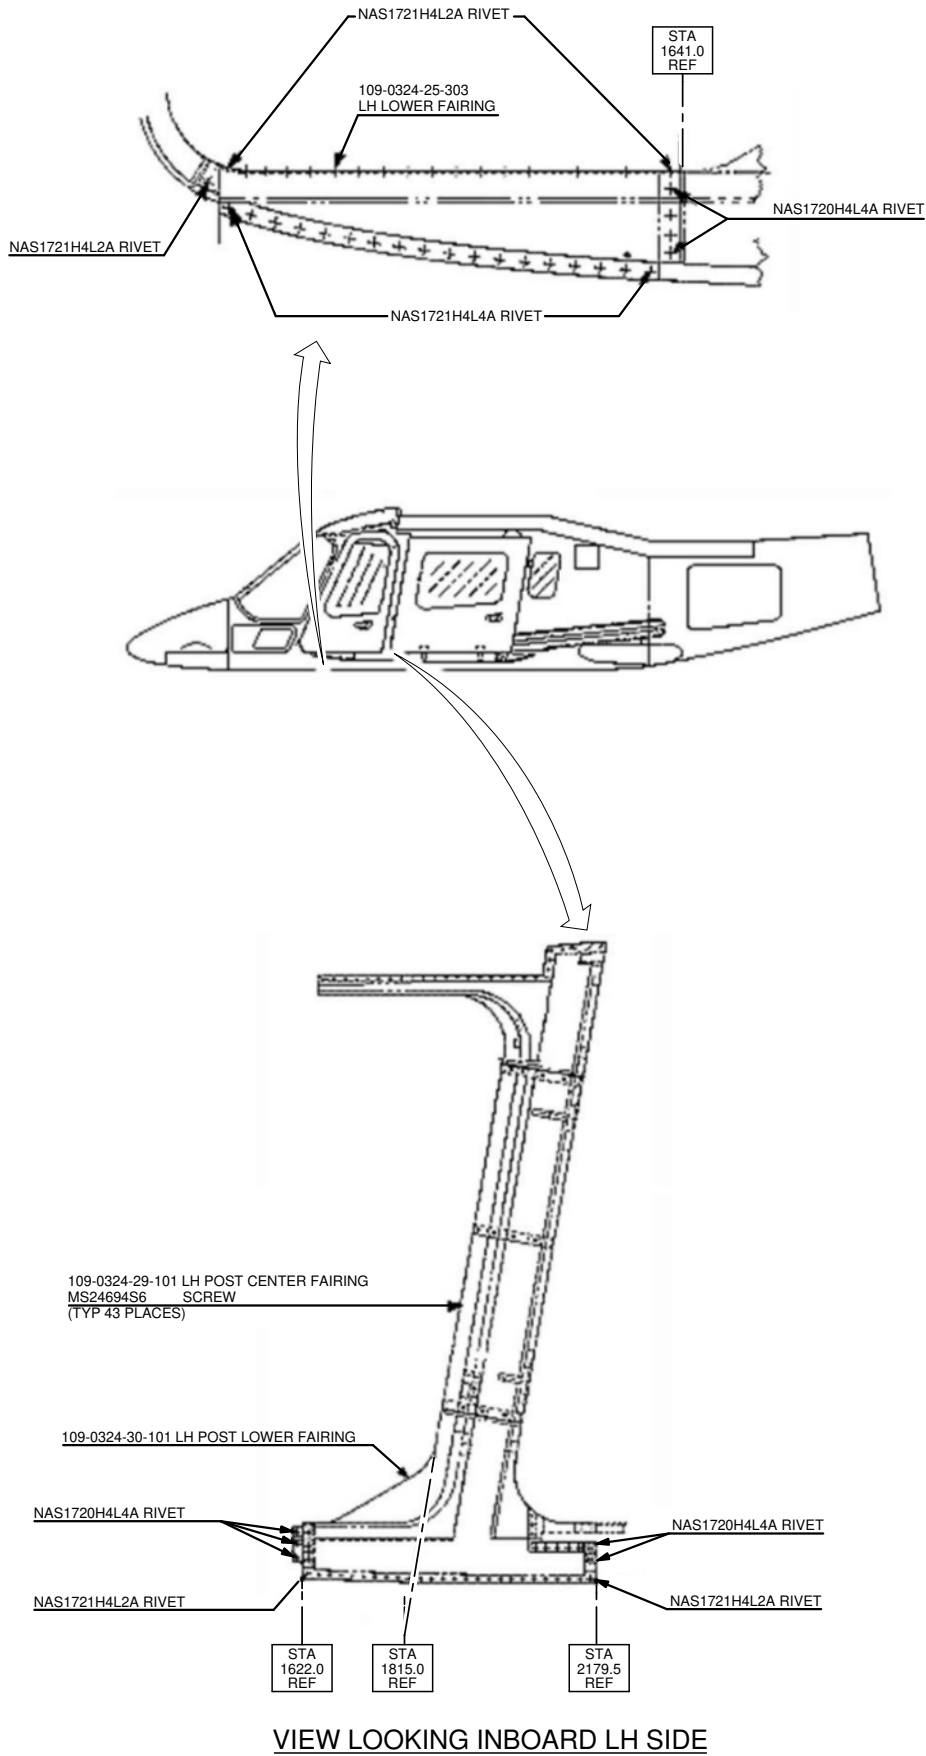 NAS1721H4L2A RIVET
STA
1641.0
REF
109-0324-25-303
LH LOWER FAIRING
NAS1720H4L4A RIVET
NAS1721H4L2A RIVET
NAS1721H4L4A RIVET
109-0324-29-101 LH POST CENTER FAIRING
MS24694S6 SCREW
(TYP 43 PLACES)
109-0324-30-101 LH POST LOWER FAIRING
NAS1720H4L4A RIVET
NAS1720H4L4A RIVET
NAS1721H4L2A RIVET
NAS1721H4L2A RIVET
STA
1622.0
REF
STA
1815.0
REF
STA
2179.5
REF
VIEW LOOKING INBOARD LH SIDE